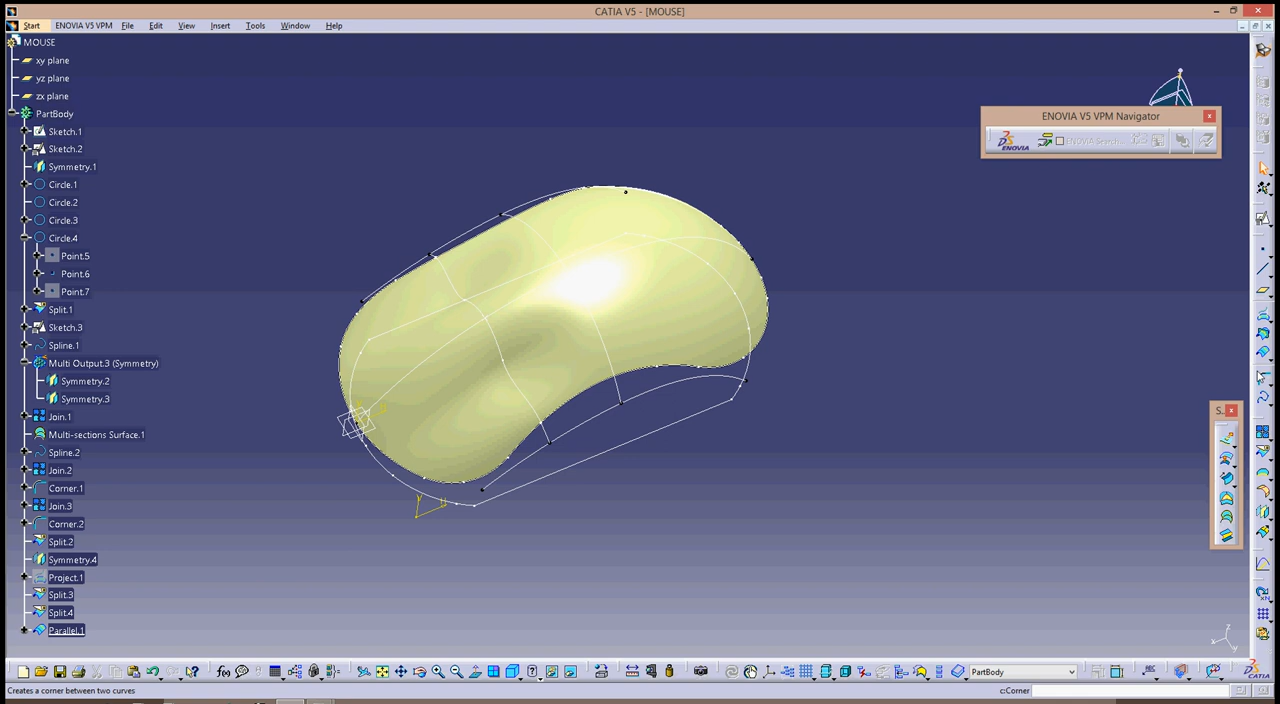 CATIA V5 - [MOUSE]
Start ENOVIA V5 VPM File Edit View Insert Tools Window Help
MOUSE
xy plane
yz plane
zx plane
PartBody
Sketch.1
Sketch.2
Symmetry.1
Circle.1
Circle.2
Circle.3
Circle.4
Point.5
Point.6
Point.7
Split.1
Sketch.3
Spline.1
Multi Output.3 (Symmetry)
Symmetry.2
Symmetry.3
Join.1
Multi-sections Surface.1
Spline.2
Join.2
Corner.1
Join.3
Corner.2
Split.2
Symmetry.4
Project.1
Split.3
Split.4
Parallel.1
ENOVIA V5 VPM Navigator
ENOVIA
ENOVIA Search...
S...
z
x
y
f(x)
PartBody
ABC
CATIA
Creates a corner between two curves
c:Corner